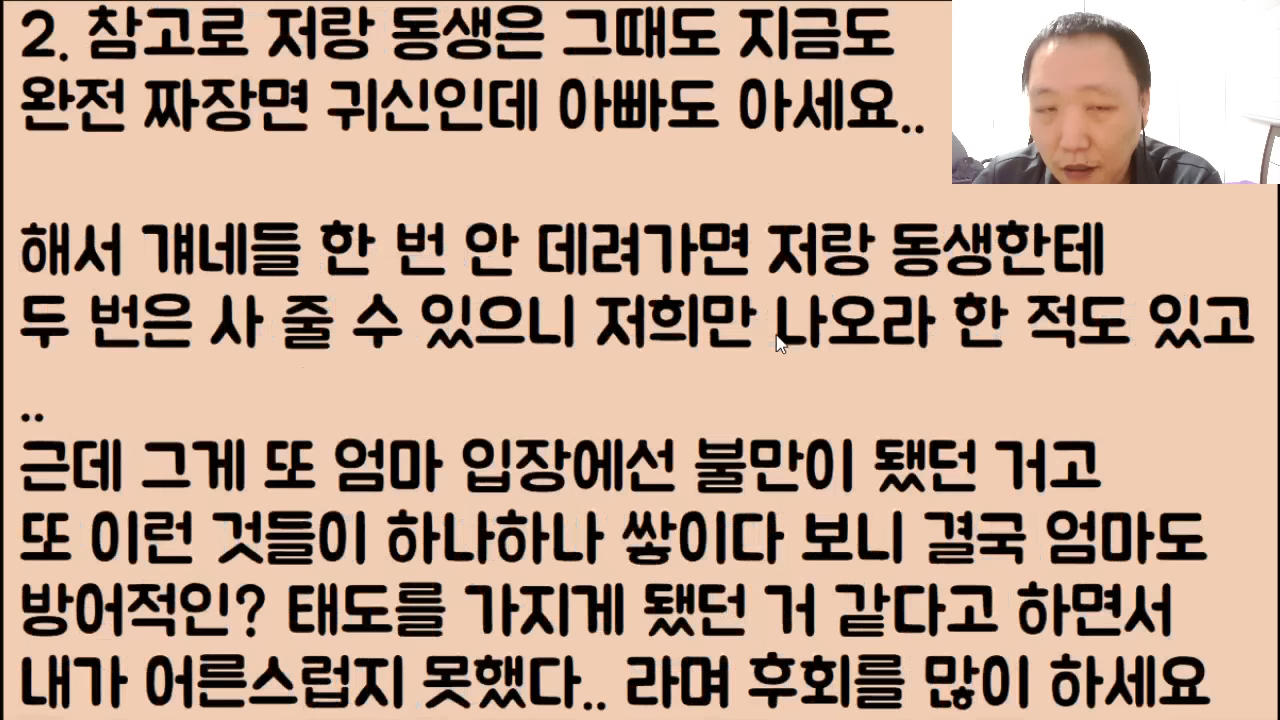 2. 참고로 저랑 동생은 그때도 지금도
완전 짜장면 귀신인데 아빠도 아세요..
해서 걔네들 한 번 안 데려가면 저랑 동생한테
두 번은 사 줄 수 있으니 저희만 나오라 한 적도 있고
..
근데 그게 또 엄마 입장에선 불만이 됐던 거고
또 이런 것들이 하나하나 쌓이다 보니 결국 엄마도
방어적인? 태도를 가지게 됐던 거 같다고 하면서
내가 어른스럽지 못했다.. 라며 후회를 많이 하세요